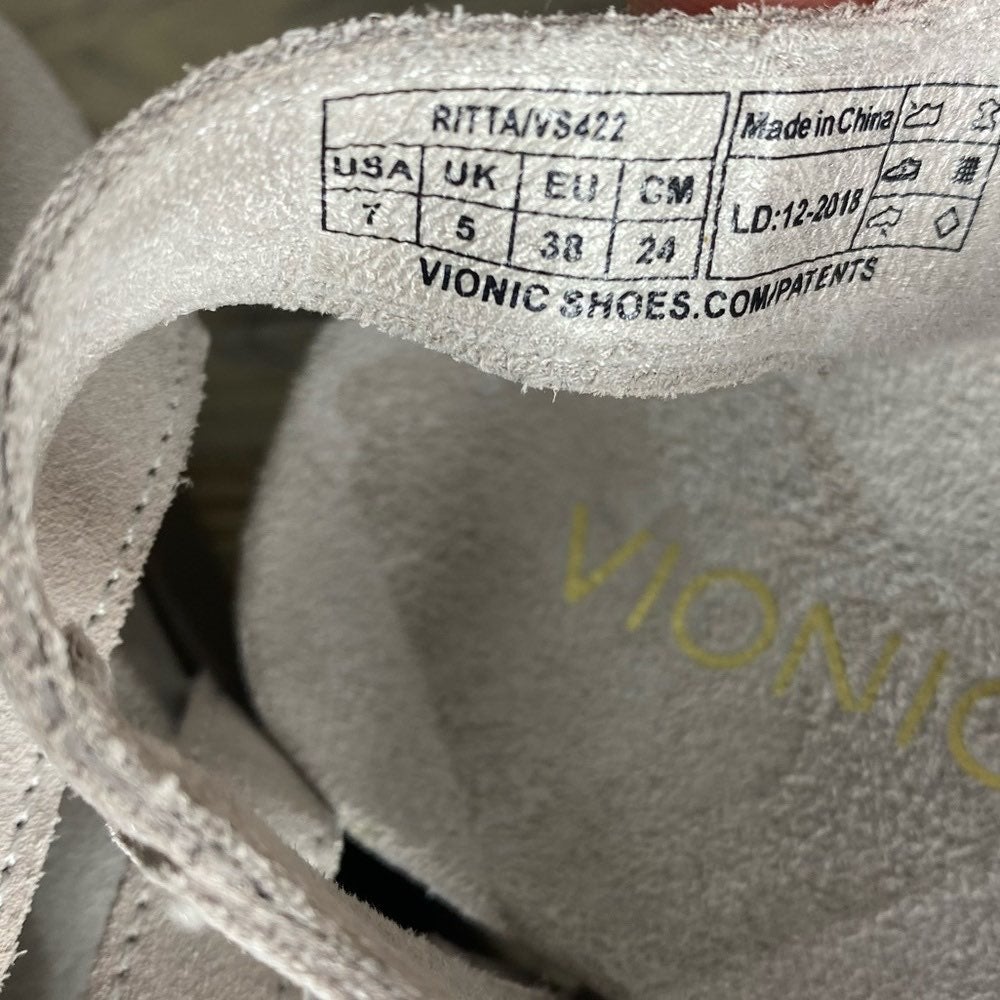 RITTA/VS422
USA UK EU CM
7 5 38 24
Made in China
LD:12-2018
VIONIC SHOES.COM/PATENTS
VIONIC